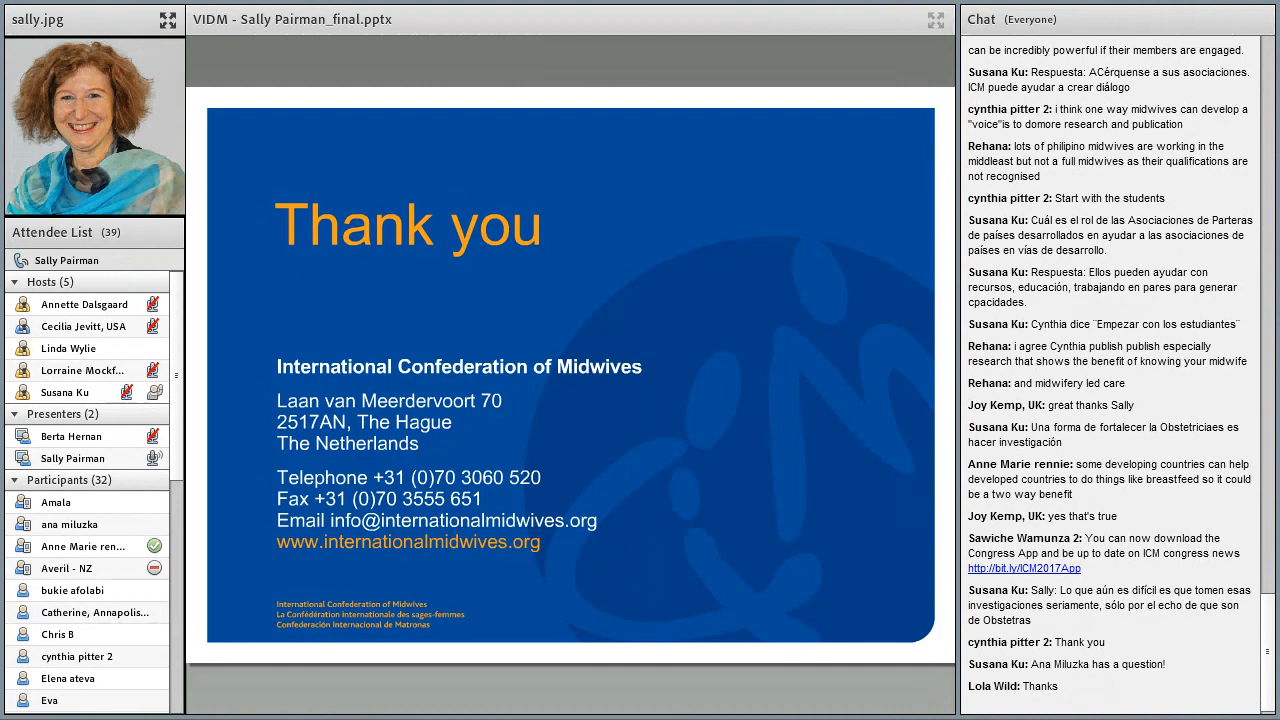 sally.jpg
VIDM - Sally Pairman_final.pptx
Chat (Everyone)
Attendee List (39)
Sally Pairman
Hosts (5)
Annette Dalsgaard
Cecilia Jevitt, USA
Linda Wylie
Lorraine Mockf...
Susana Ku
Presenters (2)
Berta Hernan
Sally Pairman
Participants (32)
Amala
ana miluzka
Anne Marie ren...
Averil - NZ
bukie afolabi
Catherine, Annapolis...
Chris B
cynthia pitter 2
Elena ateva
Eva
Thank you
International Confederation of Midwives
Laan van Meerdervoort 70
2517AN, The Hague
The Netherlands
Telephone +31 (0)70 3060 520
Fax +31 (0)70 3555 651
Email info@internationalmidwives.org
www.internationalmidwives.org
International Confederation of Midwives
La Confédération internationale des sages-femmes
Confederación Internacional de Matronas
can be incredibly powerful if their members are engaged.
Susana Ku: Respuesta: ACérquense a sus asociaciones.
ICM puede ayudar a crear diálogo
cynthia pitter 2: i think one way midwives can develop a
"voice"is to domore research and publication
Rehana: lots of philipino midwives are working in the
middleast but not a full midwives as their qualifications are
not recognised
cynthia pitter 2: Start with the students
Susana Ku: Cuál es el rol de las Asociaciones de Parteras
de países desarrollados en ayudar a las asociaciones de
países en vías de desarrollo.
Susana Ku: Respuesta: Ellos pueden ayudar con
recursos, educación, trabajando en pares para generar
cpacidades.
Susana Ku: Cynthia dice ¨Empezar con los estudiantes¨
Rehana: i agree Cynthia publish publish especially
research that shows the benefit of knowing your midwife
Rehana: and midwifery led care
Joy Kemp, UK: great thanks Sally
Susana Ku: Una forma de fortalecer la Obstetriciaes es
hacer investigación
Anne Marie rennie: some developing countries can help
developed countries to do things like breastfeed so it could
be a two way benefit
Joy Kemp, UK: yes that's true
Sawiche Wamunza 2: You can now download the
Congress App and be up to date on ICM congress news
http://bit.ly/ICM2017App
Susana Ku: Sally: Lo que aún es difícil es que tomen esas
investigaciones enriamotnsifo pór el exho de que son
de Obstetras
cynthia pitter 2: Thank you
Susana Ku: Ana Miluzka has a question!
Lola Wild: Thanks